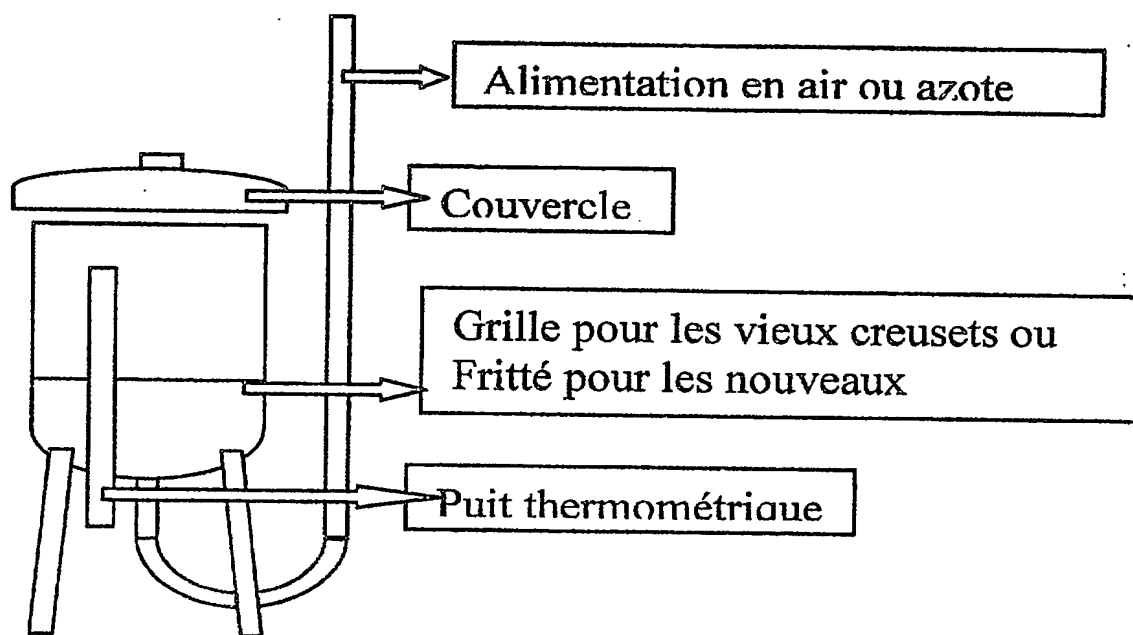 Alimentation en air ou azote
Couvercle
Grille pour les vieux creusets ou
Fritté pour les nouveaux
Puit thermométrique